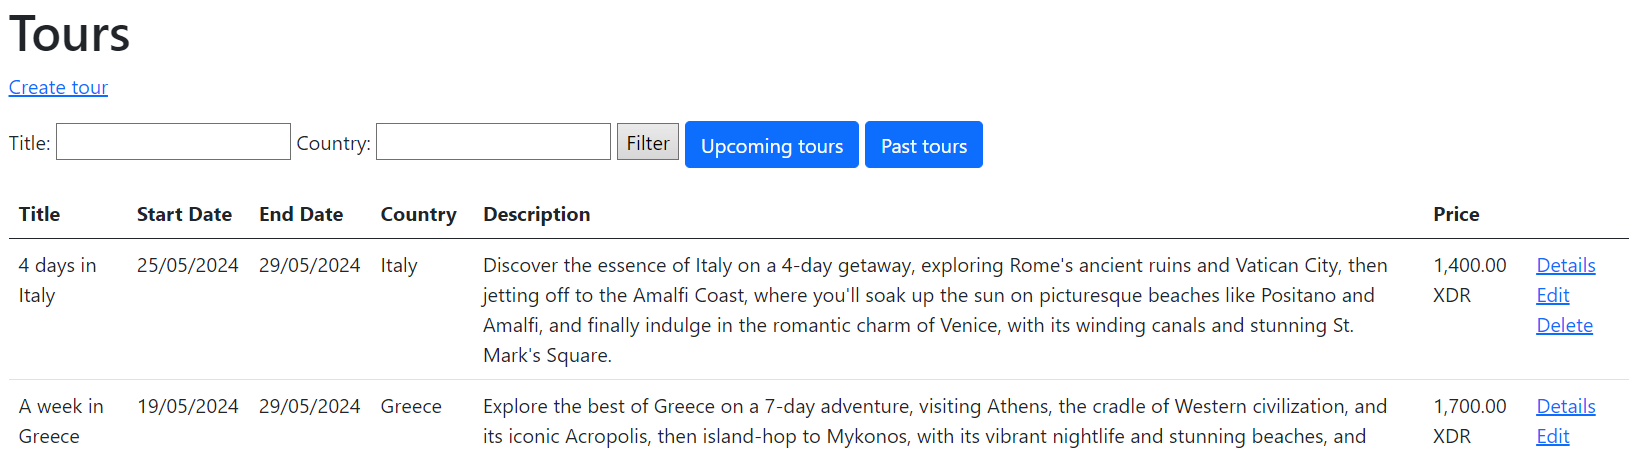 Tours
Create tour
Title: Country: Filter Upcoming tours Past tours
Title Start Date End Date Country Description Price
4 days in 25/05/2024 29/05/2024 Italy Discover the essence of Italy on a 4-day getaway, exploring Rome's ancient ruins and Vatican City, then 1,400.00 Details
Italy jetting off to the Amalfi Coast, where you'll soak up the sun on picturesque beaches like Positano and XDR Edit
Amalfi, and finally indulge in the romantic charm of Venice, with its winding canals and stunning St. Delete
Mark's Square.
A week in 19/05/2024 29/05/2024 Greece Explore the best of Greece on a 7-day adventure, visiting Athens, the cradle of Western civilization, and 1,700.00 Details
Greece its iconic Acropolis, then island-hop to Mykonos, with its vibrant nightlife and stunning beaches, and XDR Edit